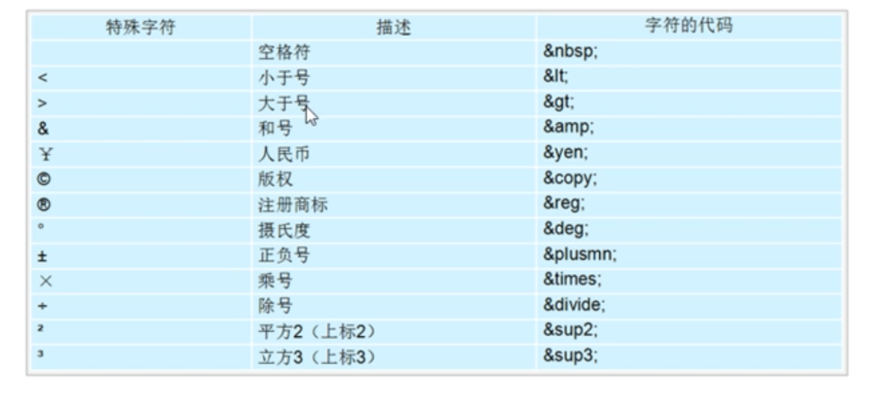 特殊字符 描述 字符的代码
空格符 &nbsp;
< 小于号 &lt;
> 大于号 &gt;
& 和号 &amp;
¥ 人民币 &yen;
© 版权 &copy;
® 注册商标 &reg;
° 摄氏度 &deg;
± 正负号 &plusmn;
× 乘号 &times;
÷ 除号 &divide;
² 平方2（上标2） &sup2;
³ 立方3（上标3） &sup3;